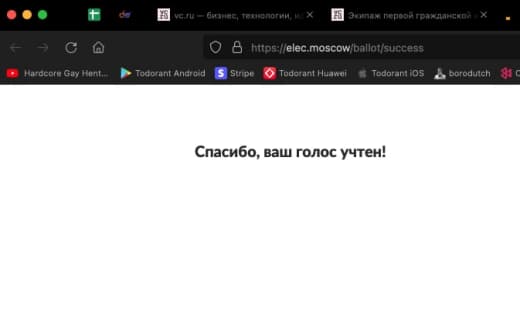 vc.ru — бизнес, технологии, и
Экипаж первой гражданской
https://elec.moscow/ballot/success
Hardcore Gay Hent... Todorant Android Stripe Todorant Huawei Todorant iOS borodutch
Спасибо, ваш голос учтен!